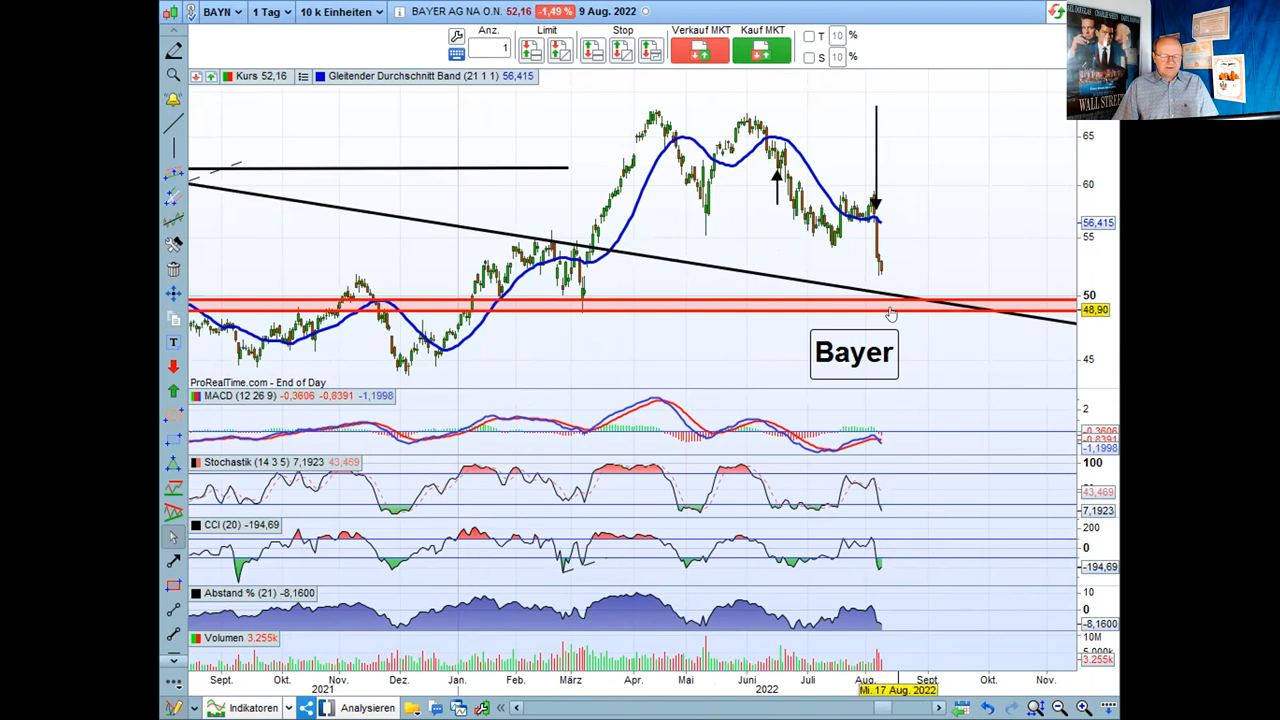 BAYN 1 Tag 10 k Einheiten BAYER AG NA O.N. 52,16 -1,49 % 9 Aug. 2022
Anz. Limit Stop Verkauf MKT Kauf MKT
1
T 10 %
S 10 %
Kurs 52,16 Gleitender Durchschnitt Band (21 1 1) 56,415
WALL STREET
65
60
56,415
55
50
48,90
45
Bayer
ProRealTime.com - End of Day
MACD (12 26 9) -0,3606 -0,8391 -1,1998
2
-0,3606
-0,8391
-1,1998
Stochastik (14 3 5) 7,1923 43,469
100
43,469
7,1923
CCI (20) -194,69
200
0
-194,69
Abstand % (21) -8,1600
10
0
-8,1600
Volumen 3.255k
10M
5.000k
3.255k
Sept. Okt. Nov. Dez. Jan. Feb. März Apr. Mai Juni Juli Aug. Sept. Okt. Nov.
2021 2022 Mi. 17 Aug. 2022
Indikatoren Analysieren